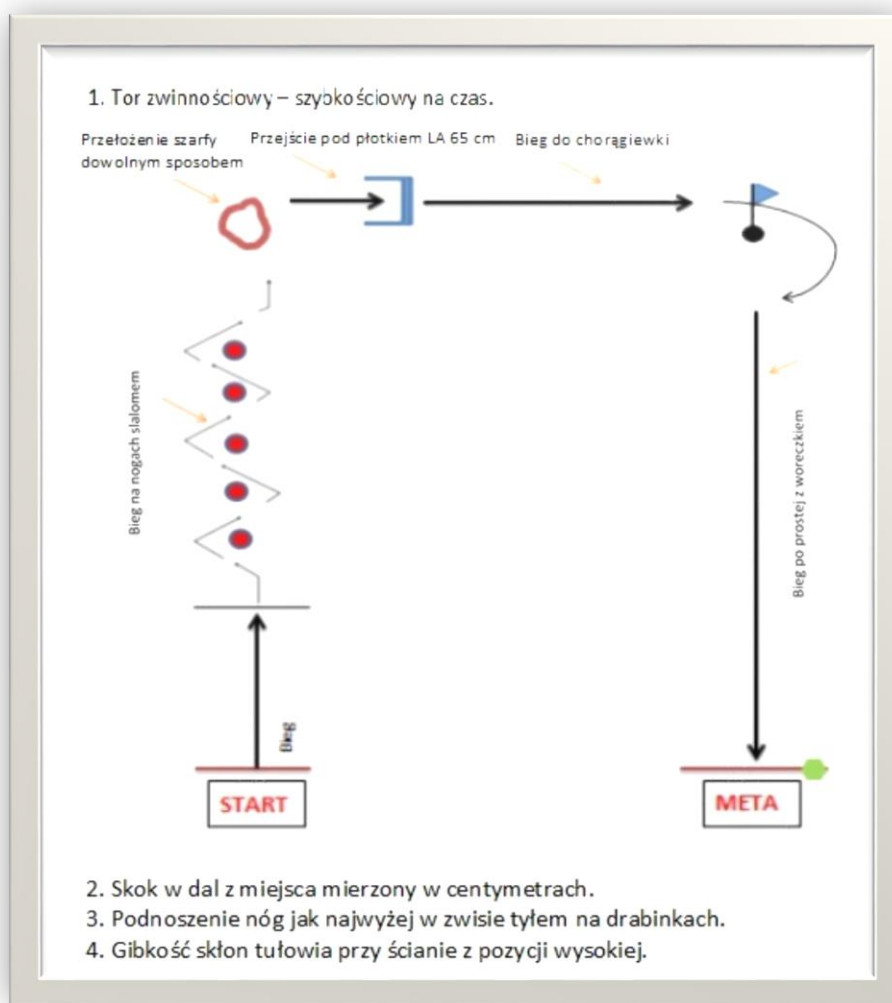 1. Tor zwinnościowy – szybkościowy na czas.
Przełożenie szarfy
dowolnym sposobem
Przejście pod płotkiem LA 65 cm
Bieg do chorągiewki
Bieg na nogach slalomem
Bieg po prostej z woreczkiem
Bieg
START
META
2. Skok w dal z miejsca mierzony w centymetrach.
3. Podnoszenie nóg jak najwyżej w zwisie tyłem na drabinkach.
4. Gibkość skłon tułowia przy ścianie z pozycji wysokiej.